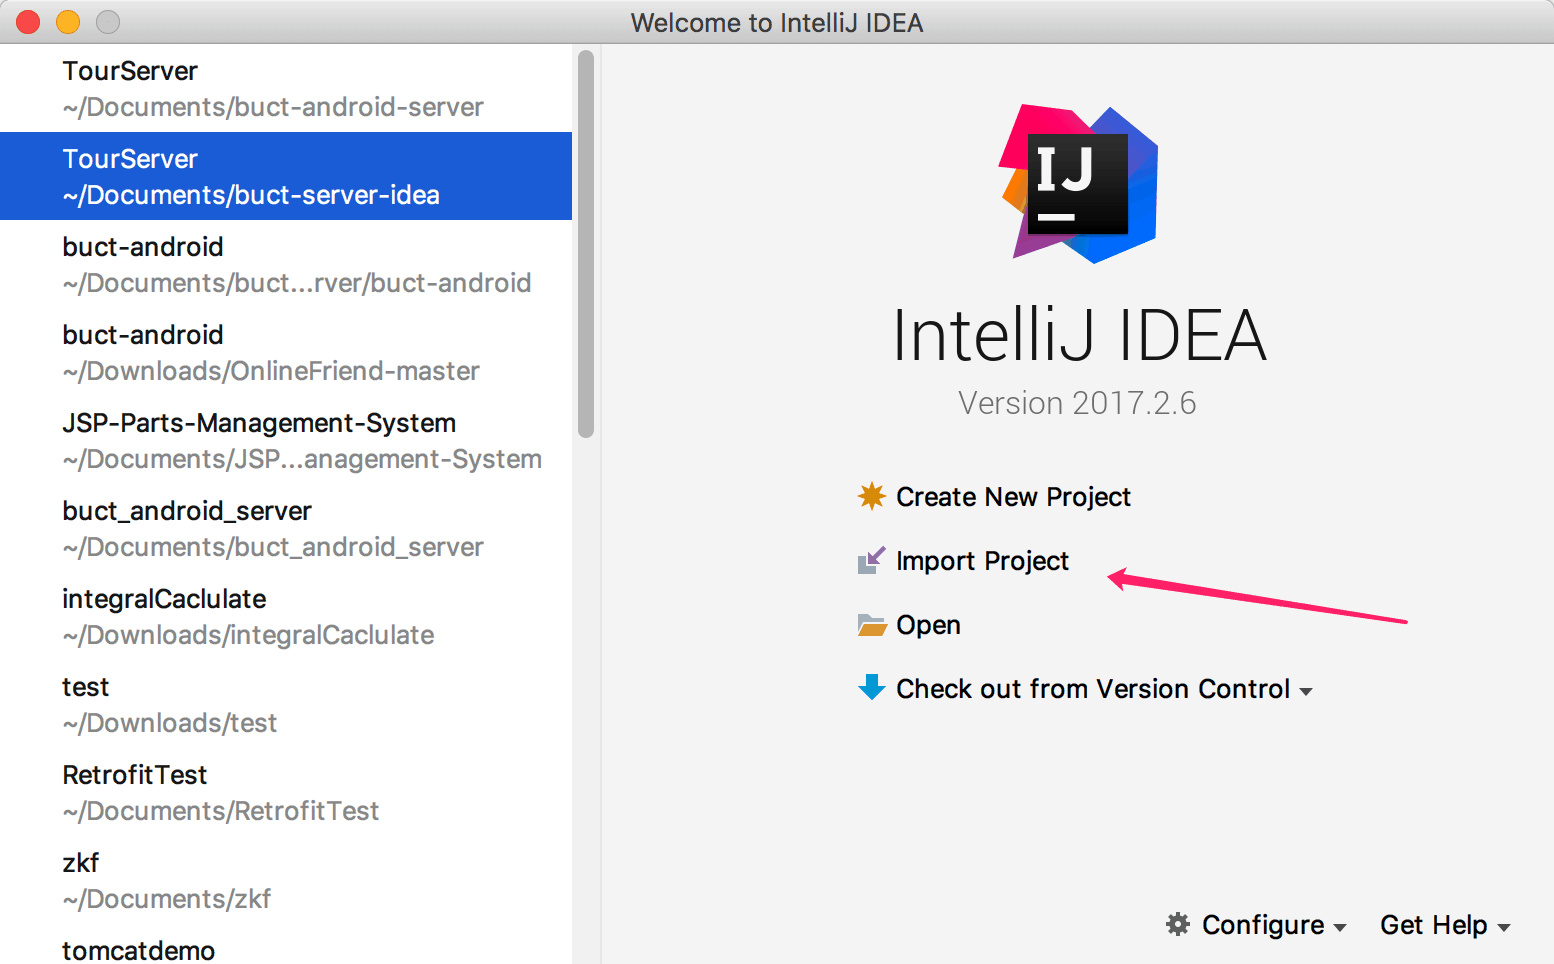 Welcome to IntelliJ IDEA
TourServer
~/Documents/buct-android-server
TourServer
~/Documents/buct-server-idea
buct-android
~/Documents/buct...rver/buct-android
buct-android
~/Downloads/OnlineFriend-master
JSP-Parts-Management-System
~/Documents/JSP...anagement-System
buct_android_server
~/Documents/buct_android_server
integralCaclulate
~/Downloads/integralCaclulate
test
~/Downloads/test
RetrofitTest
~/Documents/RetrofitTest
zkf
~/Documents/zkf
tomcatdemo
IJ
IntelliJ IDEA
Version 2017.2.6
Create New Project
Import Project
Open
Check out from Version Control
Configure
Get Help